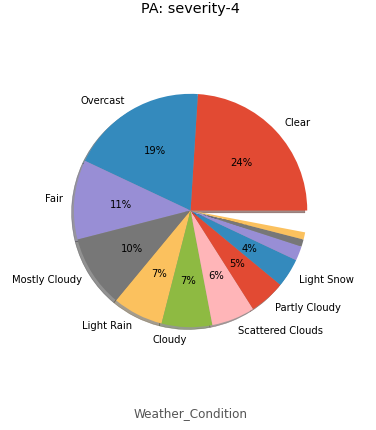 PA: severity-4
Overcast
Clear
19%
24%
Fair
11%
10%
4%
Mostly Cloudy
7%
7%
6%
5%
Light Snow
Partly Cloudy
Light Rain
Cloudy
Scattered Clouds
Weather_Condition